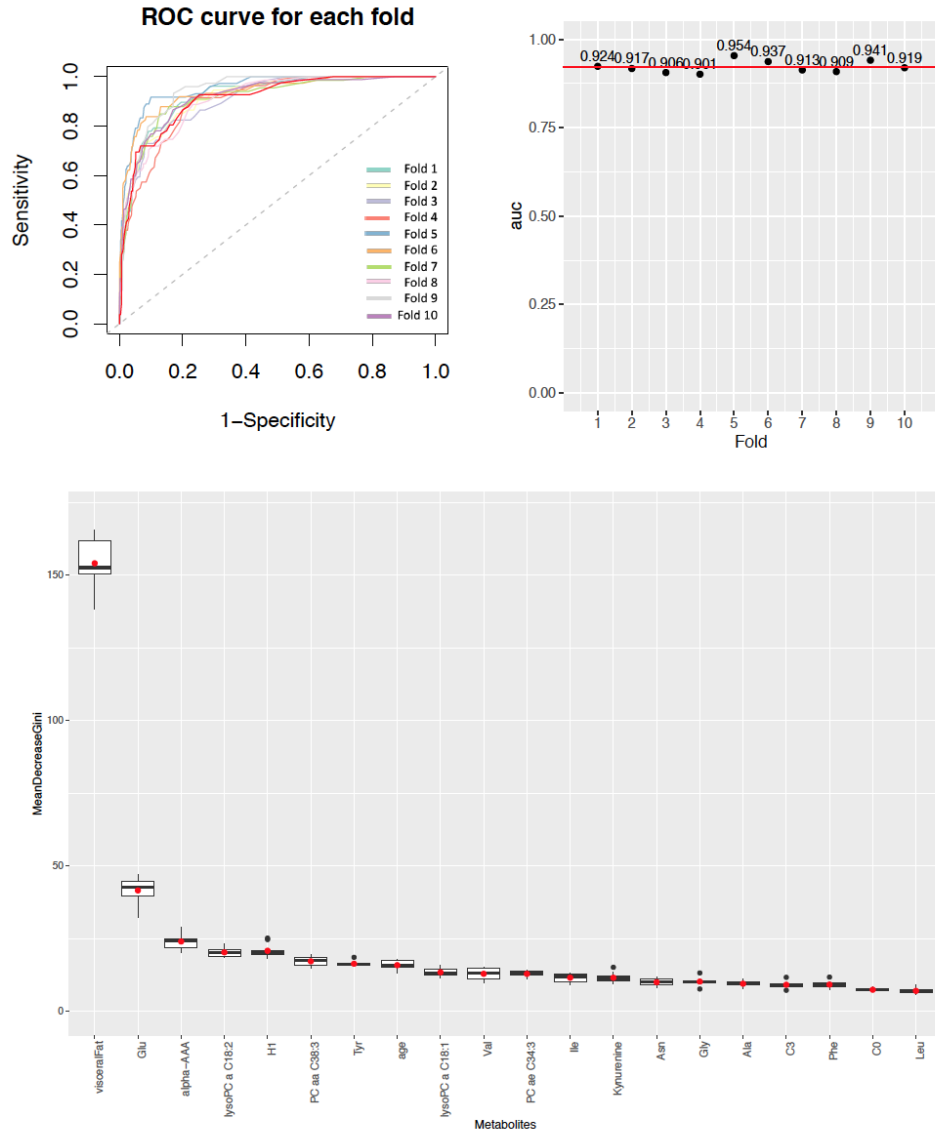 ROC curve for each fold
Sensitivity
1.0
0.8
0.6
0.4
0.2
0.0
Fold 1
Fold 2
Fold 3
Fold 4
Fold 5
Fold 6
Fold 7
Fold 8
Fold 9
Fold 10
0.0 0.2 0.4 0.6 0.8 1.0
1−Specificity
auc
1.00
0.75
0.50
0.25
0.00
0.924 0.917 0.906 0.901 0.954 0.937 0.913 0.909 0.941 0.919
1 2 3 4 5 6 7 8 9 10
Fold
MeanDecreaseGini
150
100
50
0
visceralFat
Glu
alpha−AAA
lysoPC a C18:2
H1
PC aa C38:3
Tyr
age
lysoPC a C18:1
Val
PC ae C34:3
Ile
Kynurenine
Asn
Gly
Ala
C3
Phe
C0
Leu
Metabolites